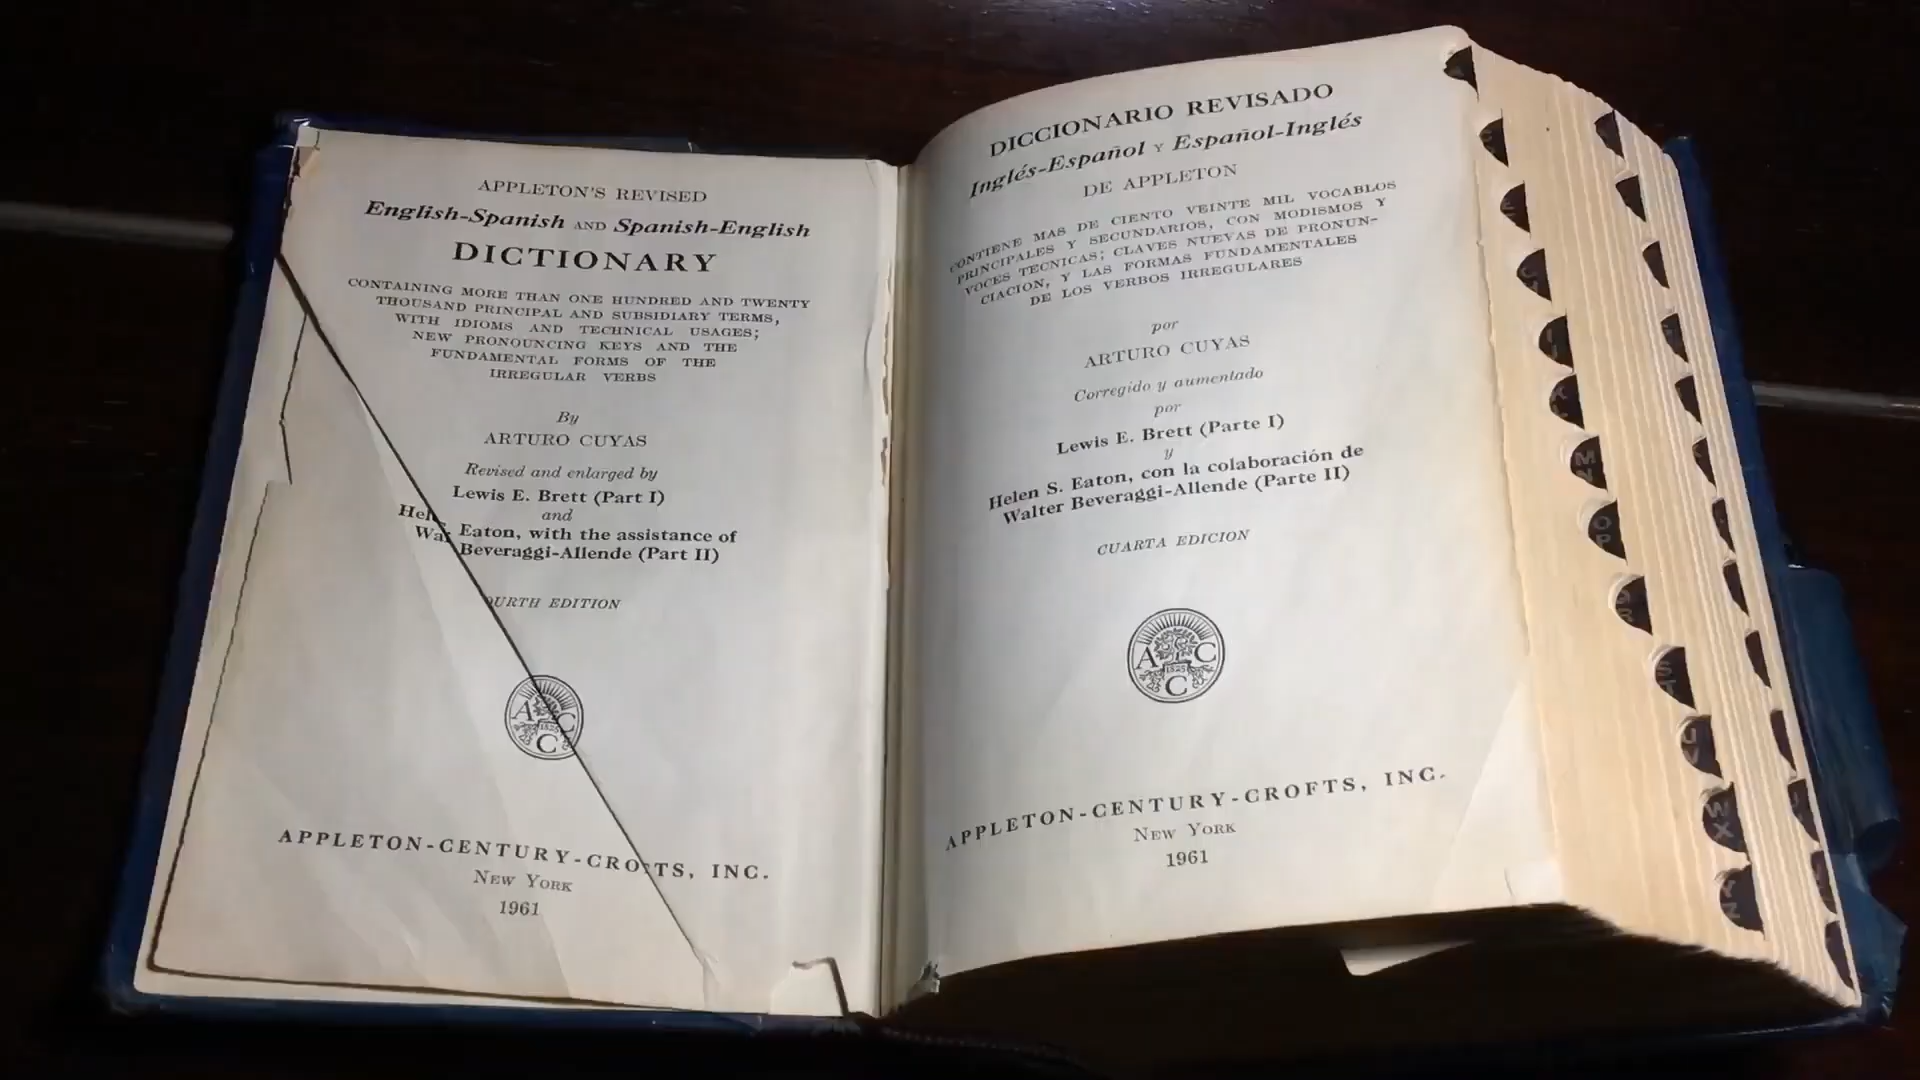 APPLETON'S REVISED
English-Spanish AND Spanish-English
DICTIONARY
CONTAINING MORE THAN ONE HUNDRED AND TWENTY
THOUSAND PRINCIPAL AND SUBSIDIARY TERMS,
WITH IDIOMS AND TECHNICAL USAGES;
NEW PRONOUNCING KEYS AND THE
FUNDAMENTAL FORMS OF THE
IRREGULAR VERBS
By
ARTURO CUYAS
Revised and enlarged by
Lewis E. Brett (Part I)
and
Eaton, with the assistance of
Beveraggi-Allende (Part II)
EDITION
A C
1825
C
APPLETON-CENTURY-CROFTS, INC.
NEW YORK
1961
DICCIONARIO REVISADO
Inglés-Español Y Español-Inglés
DE APPLETON
CONTIENE MAS DE CIENTO VEINTE MIL VOCABLOS
PRINCIPALES Y SECUNDARIOS, CON MODISMOS Y
VOCES TECNICAS; CLAVES NUEVAS DE PRONUN-
CIACION, Y LAS FORMAS FUNDAMENTALES
DE LOS VERBOS IRREGULARES
por
ARTURO CUYAS
Corregido y aumentado
por
Lewis E. Brett (Parte I)
y
Helen S. Eaton, con la colaboración de
Walter Beveraggi-Allende (Parte II)
CUARTA EDICION
A C
1825
C
APPLETON-CENTURY-CROFTS, INC.
NEW YORK
1961
M N
O P
S T
U V
W X
Y Z